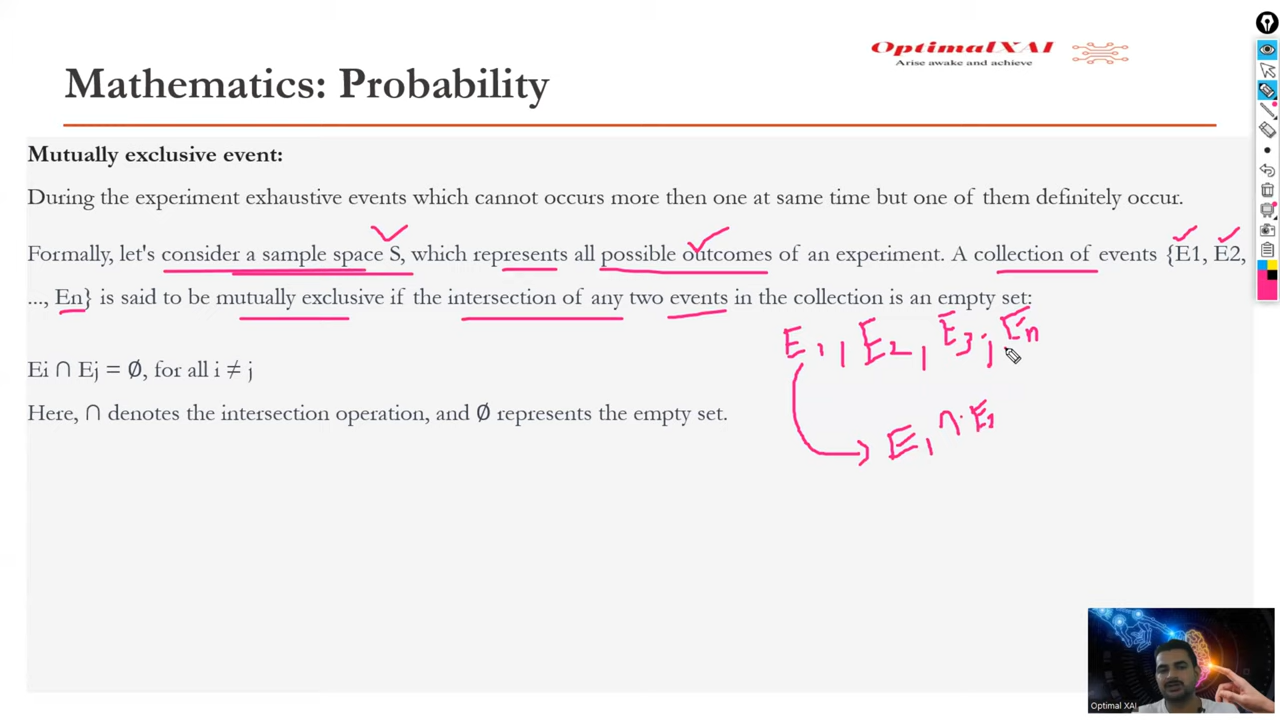 OptimalXAI
Arise awake and achieve
Mathematics: Probability
Mutually exclusive event:
During the experiment exhaustive events which cannot occurs more then one at same time but one of them definitely occur.
Formally, let's consider a sample space S, which represents all possible outcomes of an experiment. A collection of events {E1, E2,
..., En} is said to be mutually exclusive if the intersection of any two events in the collection is an empty set:
E1, E2, E3, En
Ei ∩ Ej = ∅, for all i ≠ j
Here, ∩ denotes the intersection operation, and ∅ represents the empty set.
E1 ∩ E2
Optimal XAI